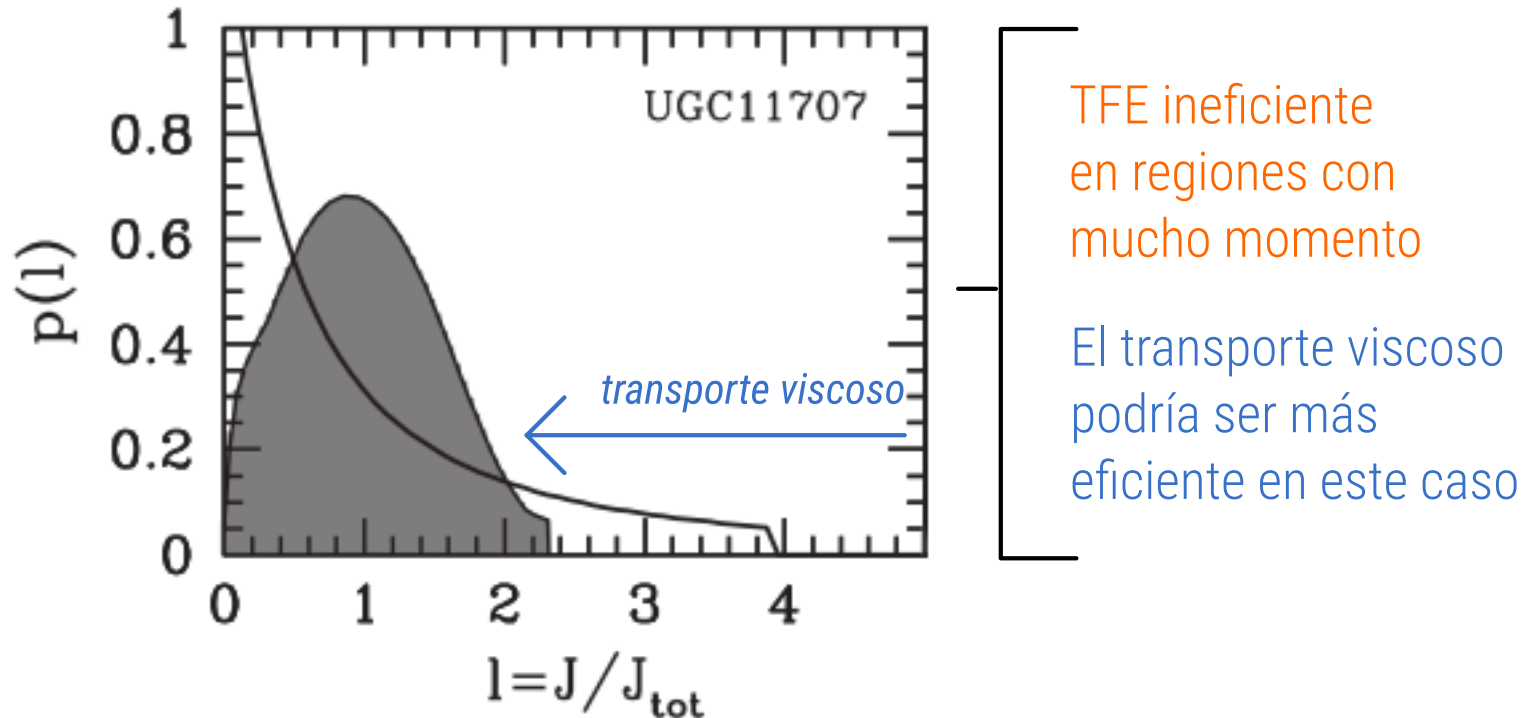 1
0.8
0.6
0.4
0.2
0
p(l)
UGC11707
transporte viscoso
0 1 2 3 4
l=J/J_tot
TFE ineficiente
en regiones con
mucho momento
El transporte viscoso
podría ser más
eficiente en este caso